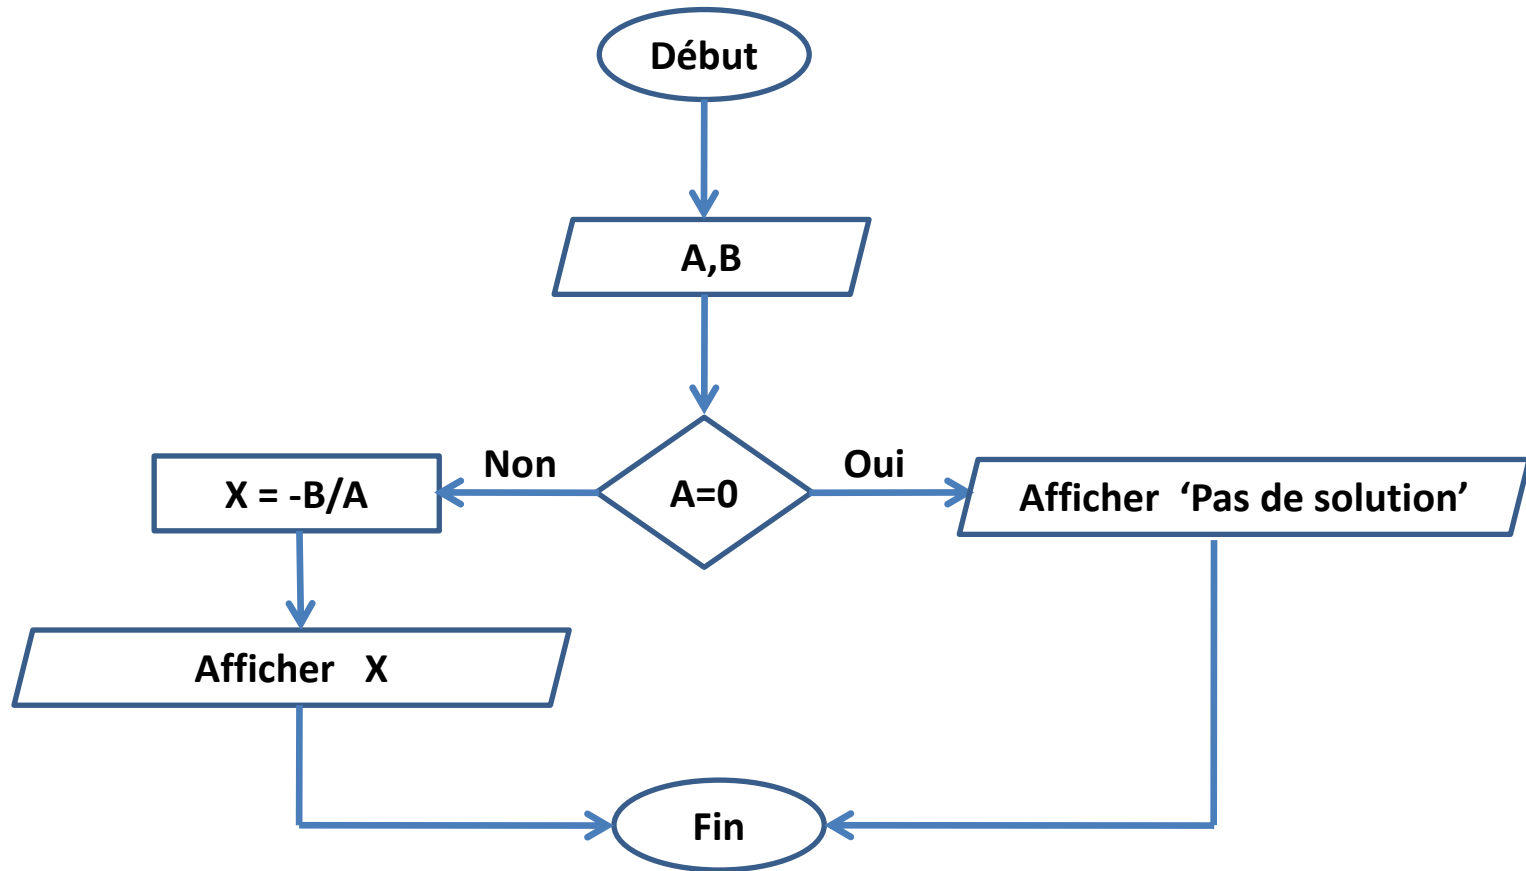 Début
A,B
Non
Oui
X = -B/A
A=0
Afficher ‘Pas de solution’
Afficher X
Fin